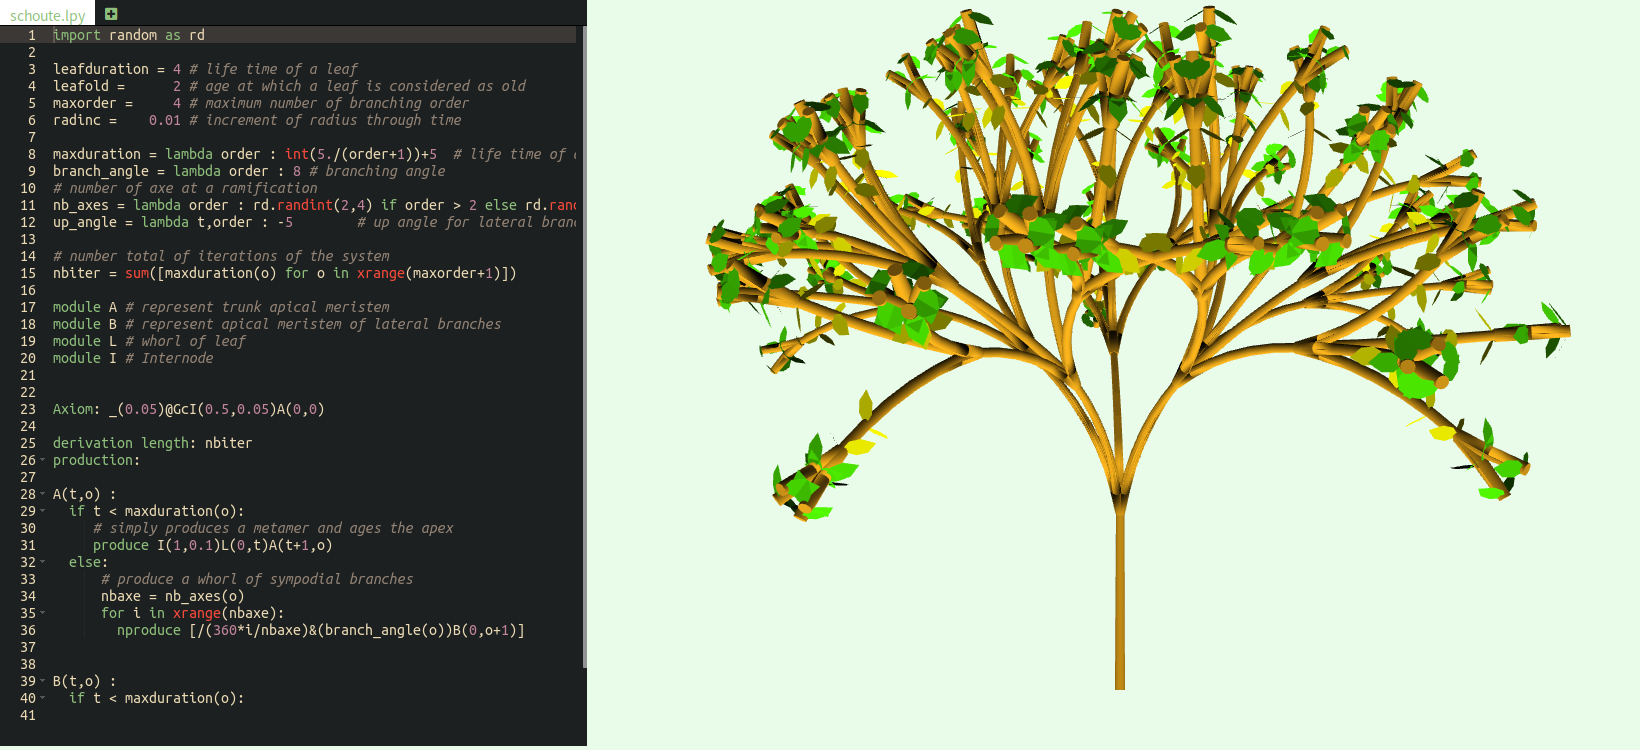 schoute.lpy
1 import random as rd
2
3 leafduration = 4 # life time of a leaf
4 leafold =      2 # age at which a leaf is considered as old
5 maxorder =     4 # maximum number of branching order
6 radinc =    0.01 # increment of radius through time
7
8 maxduration = lambda order : int(5./(order+1))+5  # life time of
9 branch_angle = lambda order : 8 # branching angle
10 # number of axe at a ramification
11 nb_axes = lambda order : rd.randint(2,4) if order > 2 else rd.ran
12 up_angle = lambda t,order : -5        # up angle for lateral bran
13
14 # number total of iterations of the system
15 nbiter = sum([maxduration(o) for o in xrange(maxorder+1)])
16
17 module A # represent trunk apical meristem
18 module B # represent apical meristem of lateral branches
19 module L # whorl of leaf
20 module I # Internode
21
22
23 Axiom: _(0.05)@GcI(0.5,0.05)A(0,0)
24
25 derivation length: nbiter
26 production:
27
28 A(t,o) :
29   if t < maxduration(o):
30      # simply produces a metamer and ages the apex
31      produce I(1,0.1)L(0,t)A(t+1,o)
32   else:
33       # produce a whorl of sympodial branches
34       nbaxe = nb_axes(o)
35       for i in xrange(nbaxe):
36         nproduce [/(360*i/nbaxe)&(branch_angle(o))B(0,o+1)]
37
38
39 B(t,o) :
40   if t < maxduration(o):
41